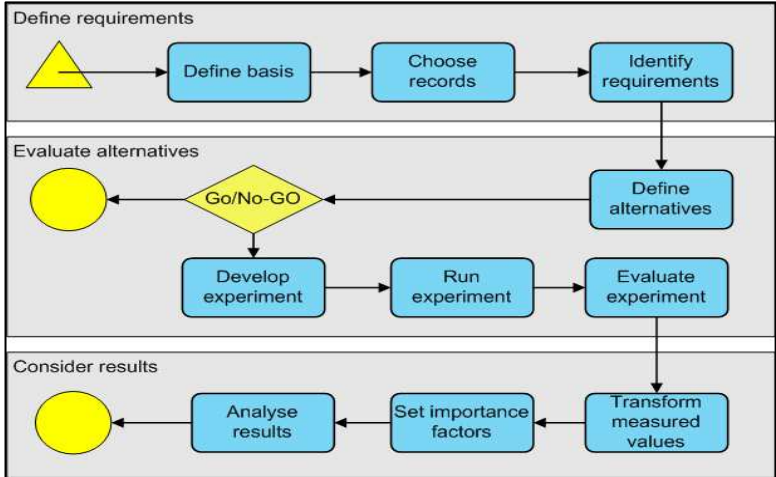 Define requirements
Define basis
Choose
records
Identify
requirements
Evaluate alternatives
Go/No-GO
Define
alternatives
Develop
experiment
Run
experiment
Evaluate
experiment
Consider results
Analyse
results
Set importance
factors
Transform
measured
values